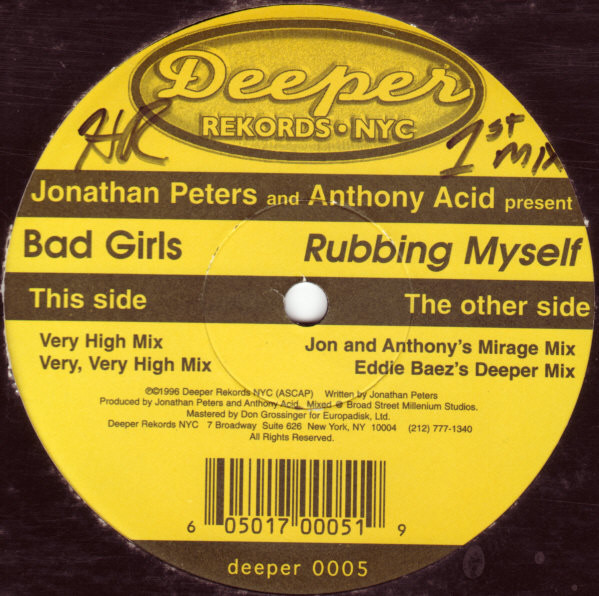 Deeper
REKORDS • NYC
HR
1st MIX
Jonathan Peters and Anthony Acid present
Bad Girls Rubbing Myself
This side The other side
Very High Mix Jon and Anthony's Mirage Mix
Very, Very High Mix Eddie Baez's Deeper Mix
℗©1996 Deeper Rekords NYC (ASCAP) Written by Jonathan Peters
Produced by Jonathan Peters and Anthony Acid. Mixed @ Broad Street Millenium Studios.
Mastered by Don Grossinger for Europadisk, Ltd.
Deeper Rekords NYC 7 Broadway Suite 626 New York, NY 10004 (212) 777-1340
All Rights Reserved.
6 05017 00051 9
deeper 0005